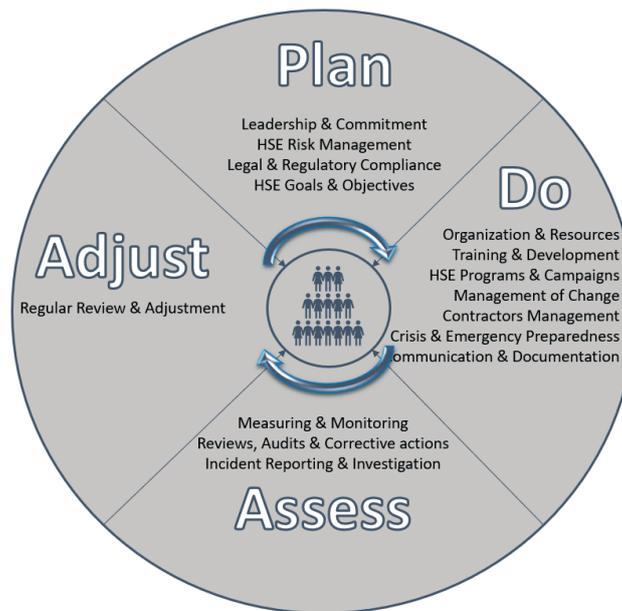 Plan
Leadership & Commitment
HSE Risk Management
Legal & Regulatory Compliance
HSE Goals & Objectives
Do
Organization & Resources
Training & Development
HSE Programs & Campaigns
Management of Change
Contractors Management
Crisis & Emergency Preparedness
ommunication & Documentation
Adjust
Regular Review & Adjustment
Measuring & Monitoring
Reviews, Audits & Corrective actions
Incident Reporting & Investigation
Assess